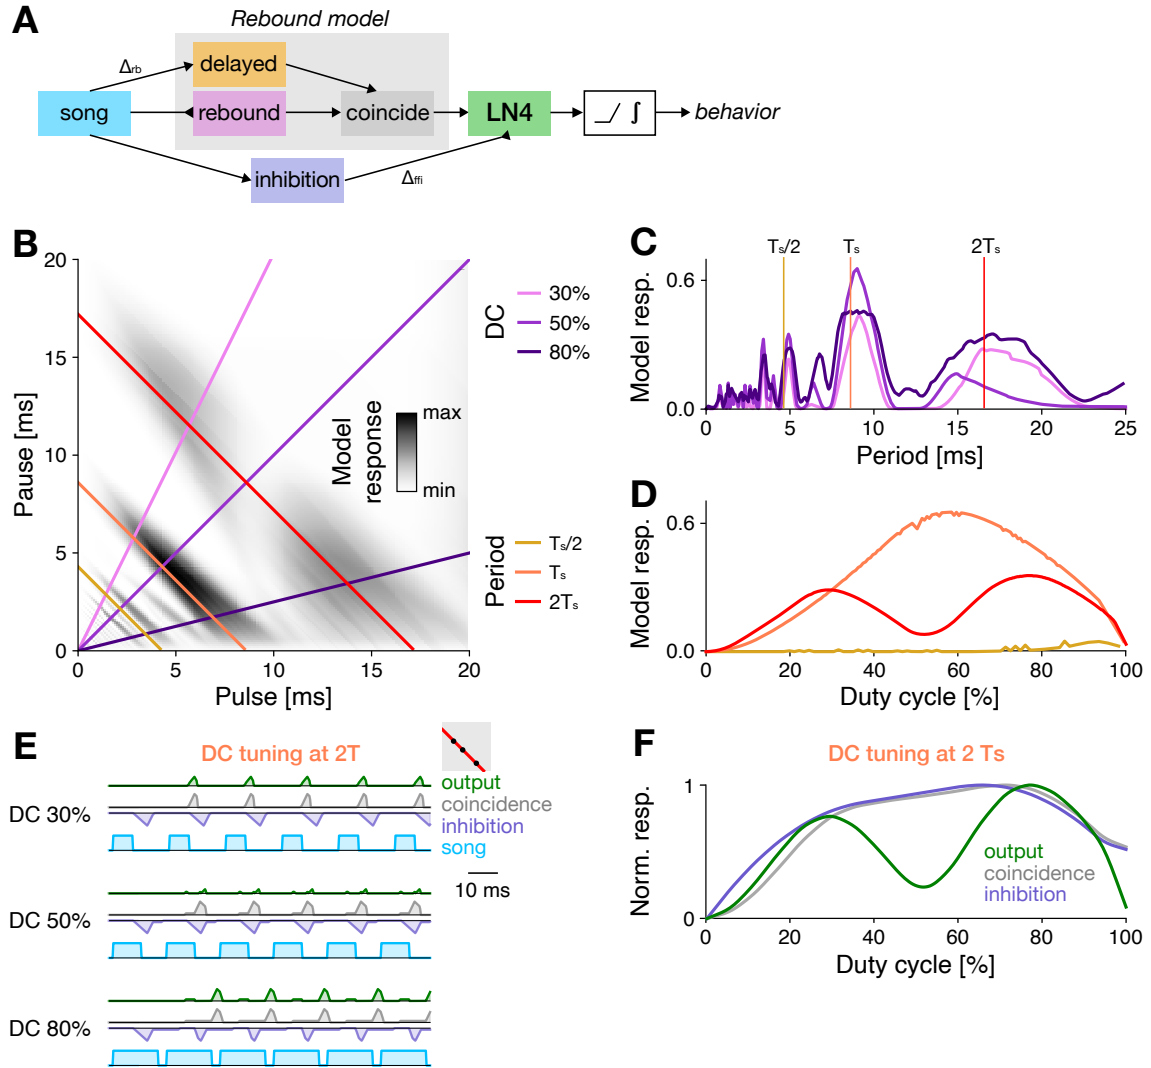 A
Rebound model
delayed
Δrb
song
rebound
coincide
LN4
behavior
inhibition
Δffi
B
20
15
10
5
0
Pause [ms]
0
5
10
15
20
Pulse [ms]
Model
response
max
min
DC
30%
50%
80%
Period
Ts/2
Ts
2Ts
C
Ts/2
Ts
2Ts
0.6
0.0
Model resp.
0
5
10
15
20
25
Period [ms]
D
0.6
0.0
Model resp.
0
20
40
60
80
100
Duty cycle [%]
E
DC tuning at 2T
output
coincidence
inhibition
song
DC 30%
10 ms
DC 50%
DC 80%
F
DC tuning at 2 Ts
1
0
Norm. resp.
output
coincidence
inhibition
0
20
40
60
80
100
Duty cycle [%]